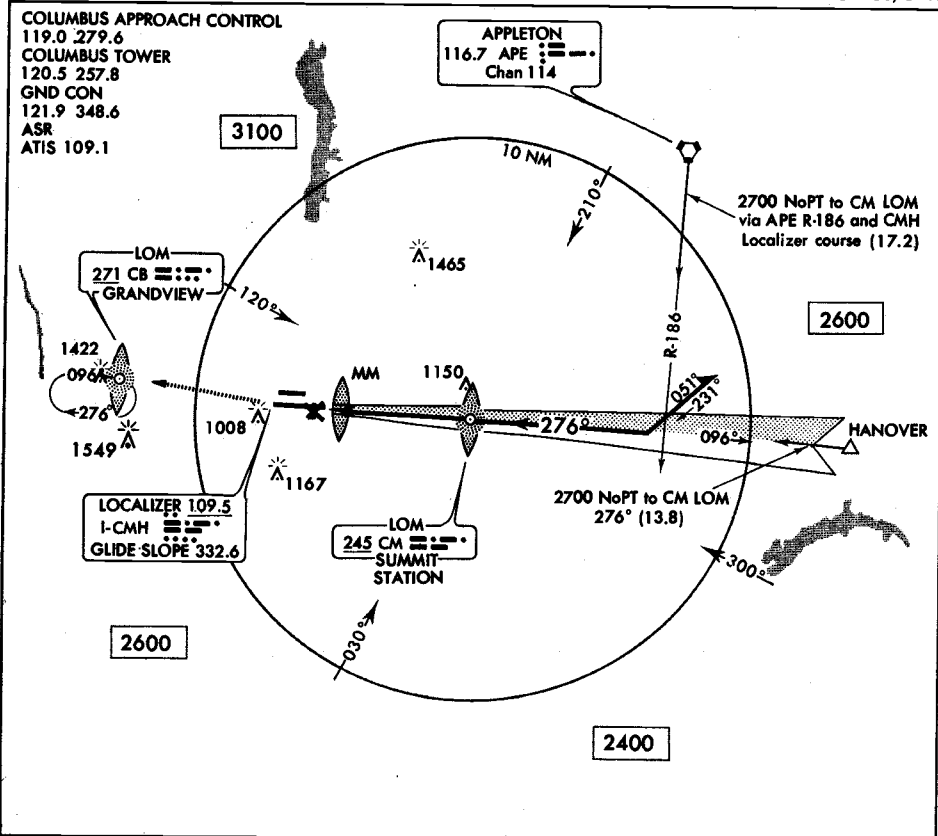 COLUMBUS APPROACH CONTROL
119.0 279.6
COLUMBUS TOWER
120.5 257.8
GND CON
121.9 348.6
ASR
ATIS 109.1
APPLETON
116.7 APE
Chan 114
3100
10 NM
210°
2700 NoPT to CM LOM
via APE R-186 and CMH
Localizer course (17.2)
1465
LOM
271 CB
GRANDVIEW
120°
2600
R-186
1422
096°
276°
1549
MM
1150
051°
231°
1008
276°
096°
HANOVER
1167
2700 NoPT to CM LOM
276° (13.8)
LOCALIZER 109.5
I-CMH
GLIDE SLOPE 332.6
LOM
245 CM
SUMMIT
STATION
300°
2600
030°
2400